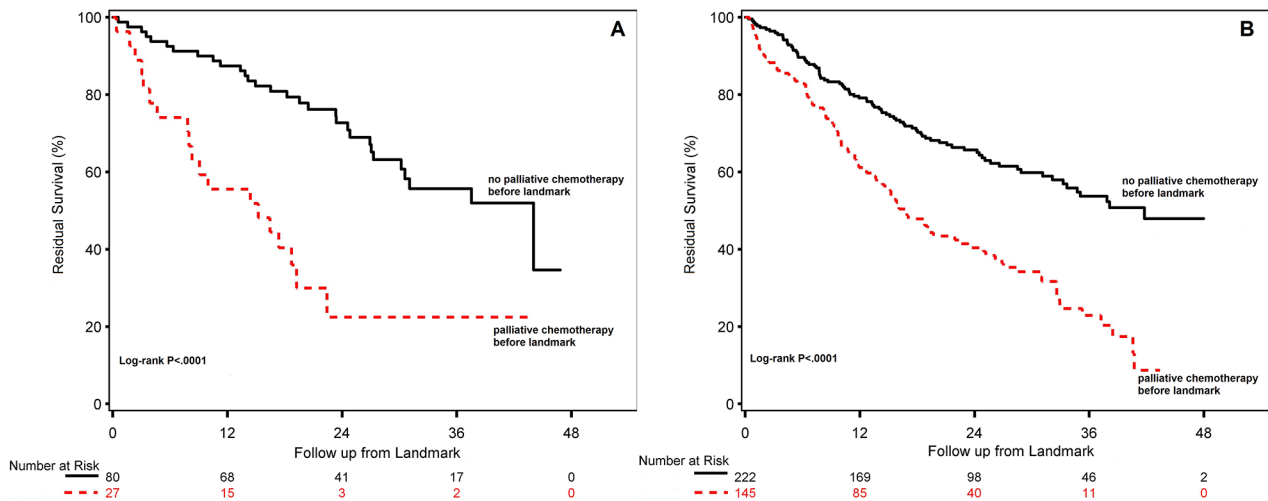 A
100
80
60
40
20
0
Residual Survival (%)
no palliative chemotherapy
before landmark
palliative chemotherapy
before landmark
Log-rank P<.0001
0 12 24 36 48
Follow up from Landmark
Number at Risk
80 68 41 17 0
27 15 3 2 0
B
100
80
60
40
20
0
Residual Survival (%)
no palliative chemotherapy
before landmark
palliative chemotherapy
before landmark
Log-rank P<.0001
0 12 24 36 48
Follow up from Landmark
Number at Risk
222 169 98 46 2
145 85 40 11 0